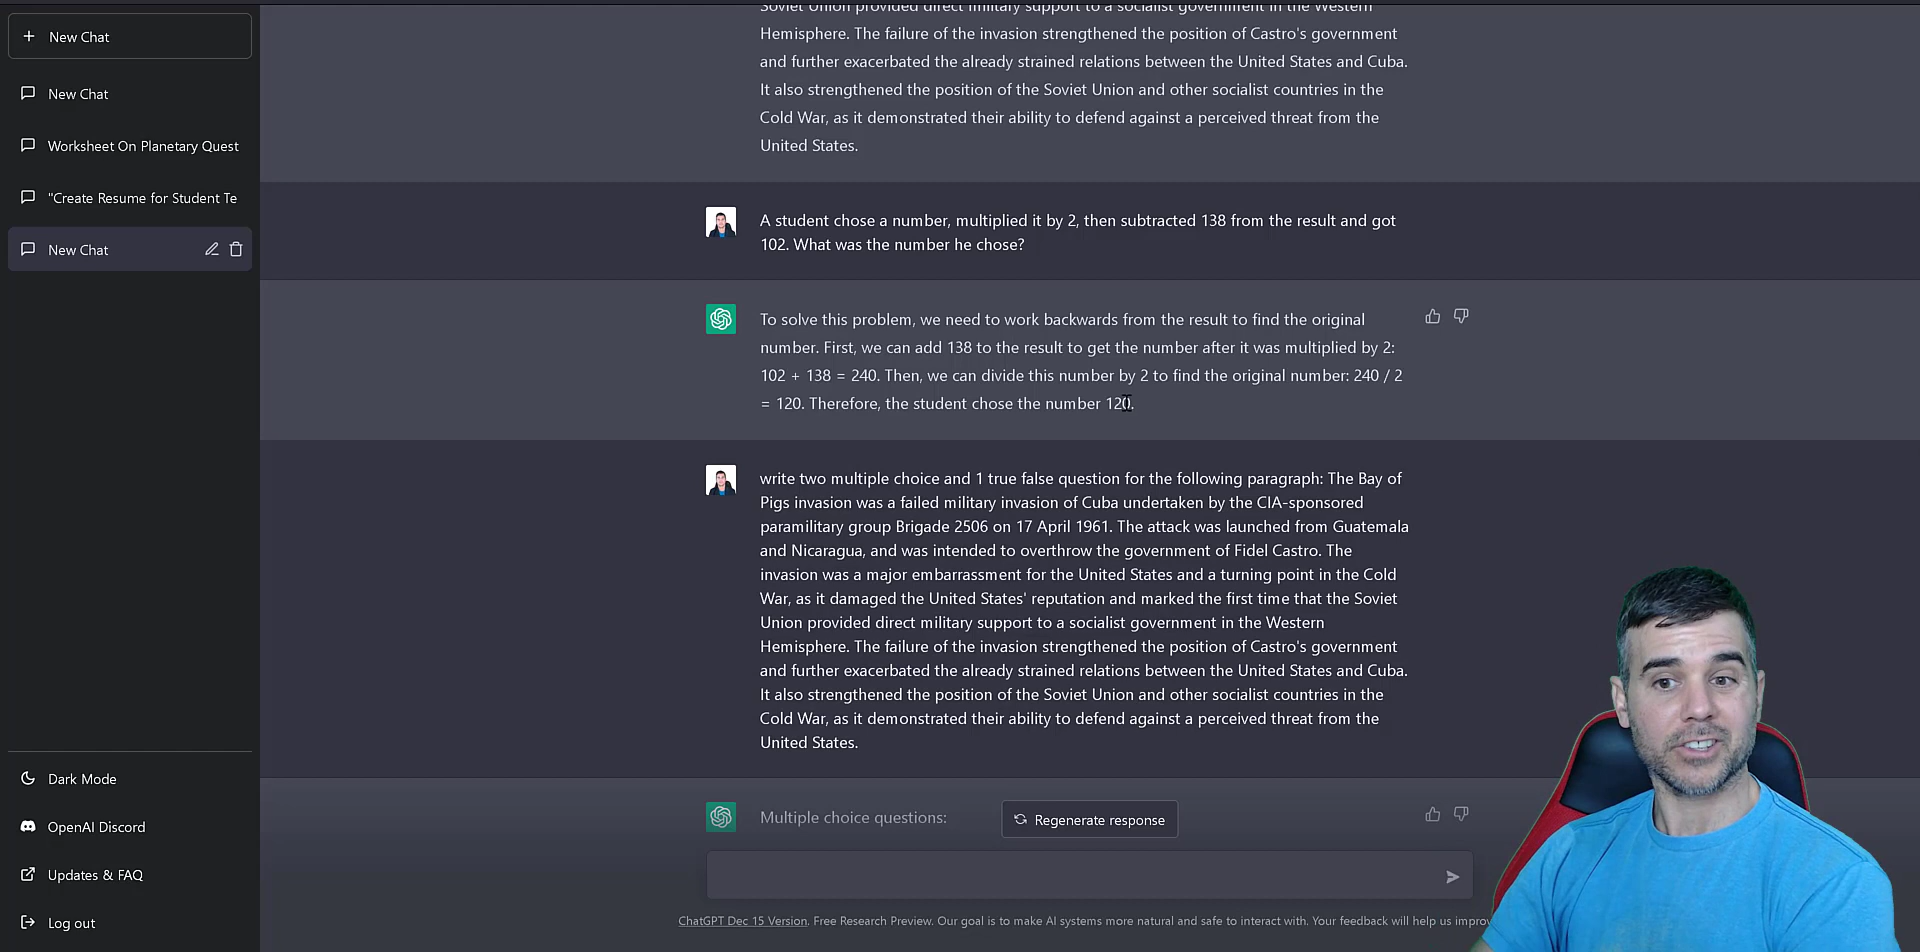 New Chat
New Chat
Worksheet On Planetary Quest
"Create Resume for Student Te
New Chat
Dark Mode
OpenAI Discord
Updates & FAQ
Log out
Soviet Union provided direct military support to a socialist government in the Western
Hemisphere. The failure of the invasion strengthened the position of Castro's government
and further exacerbated the already strained relations between the United States and Cuba.
It also strengthened the position of the Soviet Union and other socialist countries in the
Cold War, as it demonstrated their ability to defend against a perceived threat from the
United States.
A student chose a number, multiplied it by 2, then subtracted 138 from the result and got
102. What was the number he chose?
To solve this problem, we need to work backwards from the result to find the original
number. First, we can add 138 to the result to get the number after it was multiplied by 2:
102 + 138 = 240. Then, we can divide this number by 2 to find the original number: 240 / 2
= 120. Therefore, the student chose the number 120.
write two multiple choice and 1 true false question for the following paragraph: The Bay of
Pigs invasion was a failed military invasion of Cuba undertaken by the CIA-sponsored
paramilitary group Brigade 2506 on 17 April 1961. The attack was launched from Guatemala
and Nicaragua, and was intended to overthrow the government of Fidel Castro. The
invasion was a major embarrassment for the United States and a turning point in the Cold
War, as it damaged the United States' reputation and marked the first time that the Soviet
Union provided direct military support to a socialist government in the Western
Hemisphere. The failure of the invasion strengthened the position of Castro's government
and further exacerbated the already strained relations between the United States and Cuba.
It also strengthened the position of the Soviet Union and other socialist countries in the
Cold War, as it demonstrated their ability to defend against a perceived threat from the
United States.
Multiple choice questions:
Regenerate response
ChatGPT Dec 15 Version. Free Research Preview. Our goal is to make AI systems more natural and safe to interact with. Your feedback will help us improv